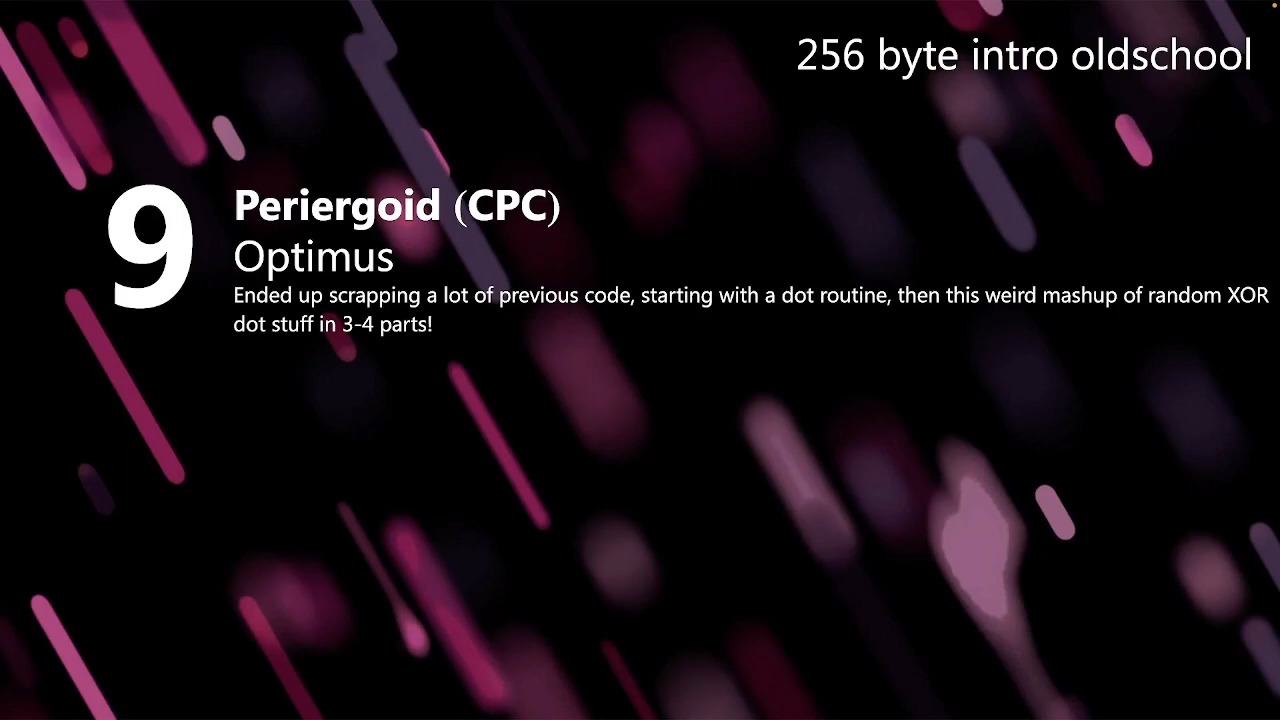 256 byte intro oldschool
9
Periergoid (CPC)
Optimus
Ended up scrapping a lot of previous code, starting with a dot routine, then this weird mashup of random XOR
dot stuff in 3-4 parts!